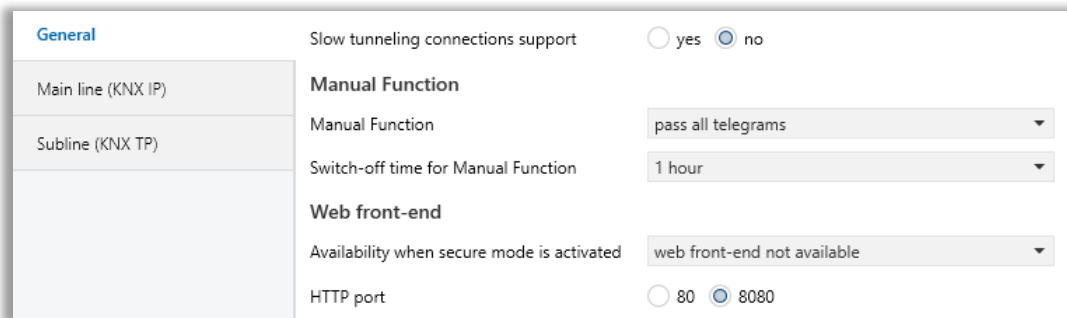 General
Slow tunneling connections support yes no
Main line (KNX IP)
Manual Function
Manual Function pass all telegrams
Subline (KNX TP)
Switch-off time for Manual Function 1 hour
Web front-end
Availability when secure mode is activated web front-end not available
HTTP port 80 8080